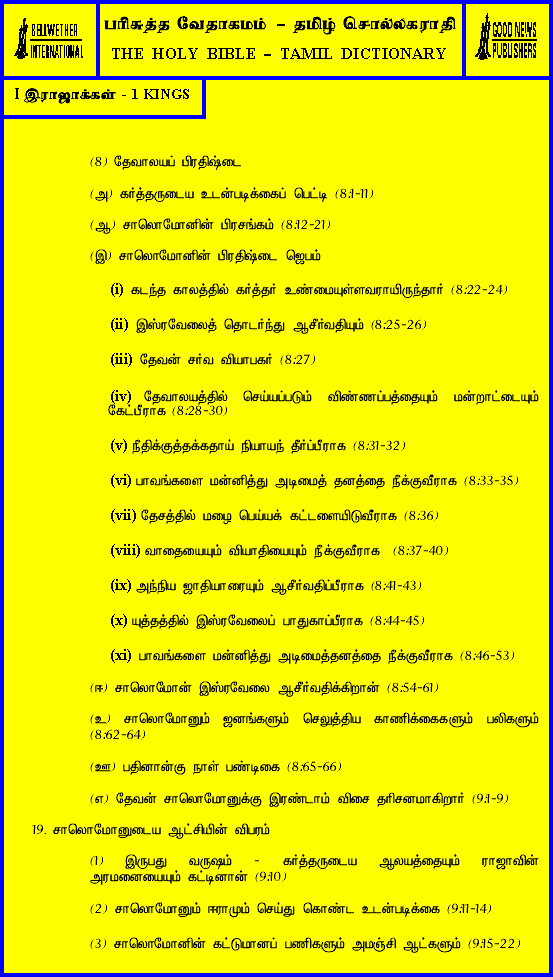 BELLWETHER
INTERNATIONAL
பரிசுத்த வேதாகமம் – தமிழ் சொல்லகராதி
THE HOLY BIBLE – TAMIL DICTIONARY
GOOD NEWS
PUBLISHERS
I இராஜாக்கள் - 1 KINGS
(8) தேவாலயப் பிரதிஷ்டை
(அ) கர்த்தருடைய உடன்படிக்கைப் பெட்டி (8:1-11)
(ஆ) சாலொமோனின் பிரசங்கம் (8:12-21)
(இ) சாலொமோனின் பிரதிஷ்டை ஜெபம்
(i) கடந்த காலத்தில் கர்த்தர் உண்மையுள்ளவராயிருந்தார் (8:22-24)
(ii) இஸ்ரவேலைத் தொடர்ந்து ஆசீர்வதியும் (8:25-26)
(iii) தேவன் சர்வ வியாபகர் (8:27)
(iv) தேவாலயத்தில் செய்யப்படும் விண்ணப்பத்தையும் மன்றாட்டையும்
கேட்பீராக (8:28-30)
(v) நீதிக்குத்தக்கதாய் நியாயந் தீர்ப்பீராக (8:31-32)
(vi) பாவங்களை மன்னித்து அடிமைத் தனத்தை நீக்குவீராக (8:33-35)
(vii) தேசத்தில் மழை பெய்யக் கட்டளையிடுவீராக (8:36)
(viii) வாதையையும் வியாதியையும் நீக்குவீராக (8:37-40)
(ix) அந்நிய ஜாதியாரையும் ஆசீர்வதிப்பீராக (8:41-43)
(x) யுத்தத்தில் இஸ்ரவேலைப் பாதுகாப்பீராக (8:44-45)
(xi) பாவங்களை மன்னித்து அடிமைத்தனத்தை நீக்குவீராக (8:46-53)
(ஈ) சாலொமோன் இஸ்ரவேலை ஆசீர்வதிக்கிறான் (8:54-61)
(உ) சாலொமோனும் ஜனங்களும் செலுத்திய காணிக்கைகளும் பலிகளும்
(8:62-64)
(ஊ) பதினான்கு நாள் பண்டிகை (8:65-66)
(எ) தேவன் சாலொமோனுக்கு இரண்டாம் விசை தரிசனமாகிறார் (9:1-9)
19. சாலொமோனுடைய ஆட்சியின் விபரம்
(1) இருபது வருஷம் - கர்த்தருடைய ஆலயத்தையும் ராஜாவின்
அரமனையையும் கட்டினான் (9:10)
(2) சாலொமோனும் ஈராமும் செய்து கொண்ட உடன்படிக்கை (9:11-14)
(3) சாலொமோனின் கட்டுமானப் பணிகளும் அமஞ்சி ஆட்களும் (9:15-22)